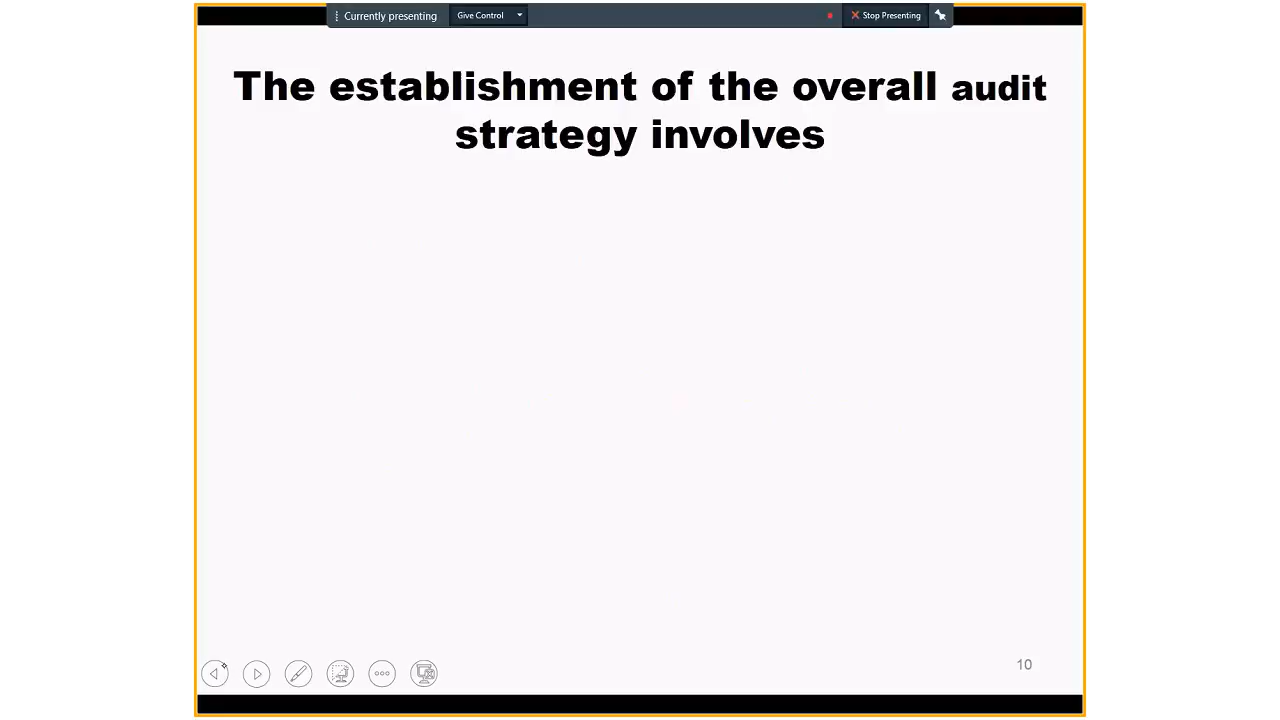 Currently presenting Give Control Stop Presenting
The establishment of the overall audit
strategy involves
10